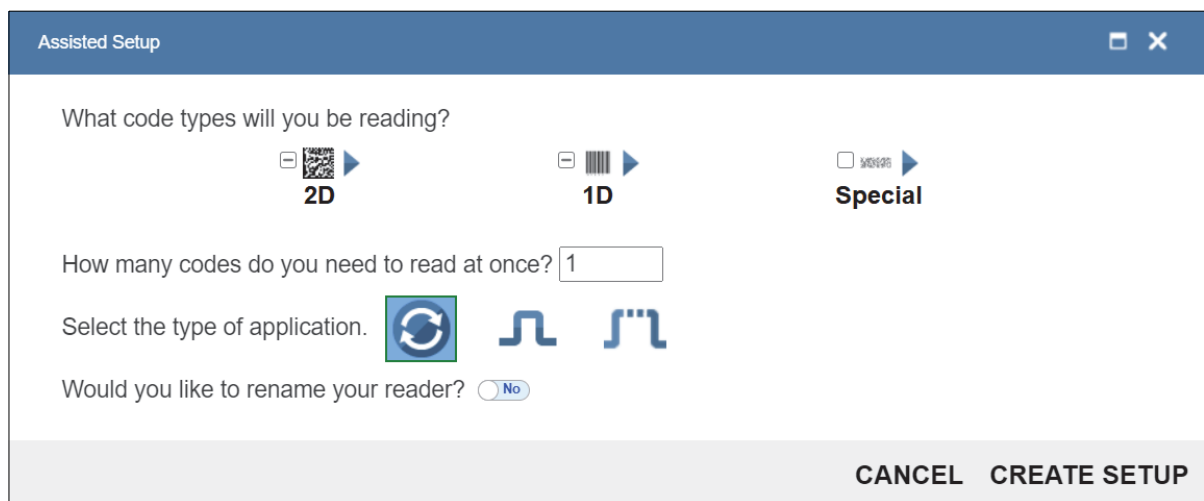 Assisted Setup
What code types will you be reading?
2D 1D Special
How many codes do you need to read at once? 1
Select the type of application.
Would you like to rename your reader? No
CANCEL CREATE SETUP